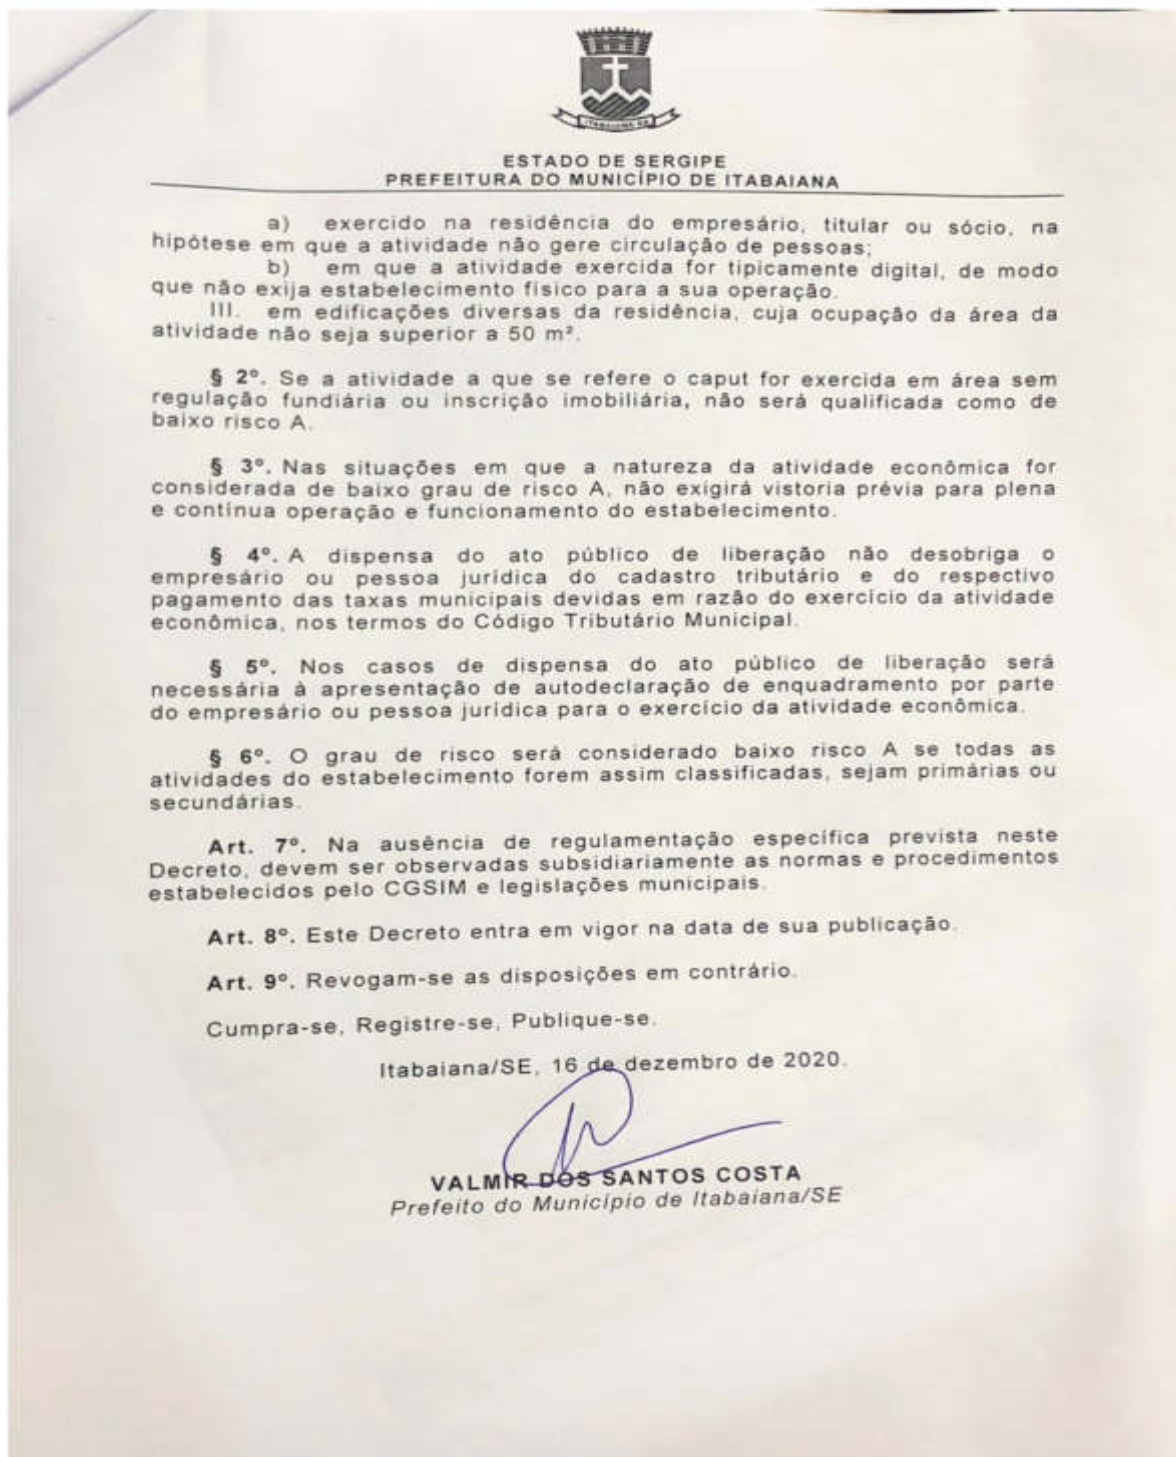 ITABAIANA-SE
ESTADO DE SERGIPE
PREFEITURA DO MUNICÍPIO DE ITABAIANA
a) exercido na residência do empresário, titular ou sócio, na
hipótese em que a atividade não gere circulação de pessoas;
b) em que a atividade exercida for tipicamente digital, de modo
que não exija estabelecimento físico para a sua operação.
III. em edificações diversas da residência, cuja ocupação da área da
atividade não seja superior a 50 m².
§ 2º. Se a atividade a que se refere o caput for exercida em área sem
regulação fundiária ou inscrição imobiliária, não será qualificada como de
baixo risco A.
§ 3º. Nas situações em que a natureza da atividade econômica for
considerada de baixo grau de risco A, não exigirá vistoria prévia para plena
e contínua operação e funcionamento do estabelecimento.
§ 4º. A dispensa do ato público de liberação não desobriga o
empresário ou pessoa jurídica do cadastro tributário e do respectivo
pagamento das taxas municipais devidas em razão do exercício da atividade
econômica, nos termos do Código Tributário Municipal.
§ 5º. Nos casos de dispensa do ato público de liberação será
necessária à apresentação de autodeclaração de enquadramento por parte
do empresário ou pessoa jurídica para o exercício da atividade econômica.
§ 6º. O grau de risco será considerado baixo risco A se todas as
atividades do estabelecimento forem assim classificadas, sejam primárias ou
secundárias.
Art. 7º. Na ausência de regulamentação específica prevista neste
Decreto, devem ser observadas subsidiariamente as normas e procedimentos
estabelecidos pelo CGSIM e legislações municipais.
Art. 8º. Este Decreto entra em vigor na data de sua publicação.
Art. 9º. Revogam-se as disposições em contrário.
Cumpra-se, Registre-se, Publique-se.
Itabaiana/SE, 16 de dezembro de 2020.
VALMIR DOS SANTOS COSTA
Prefeito do Município de Itabaiana/SE